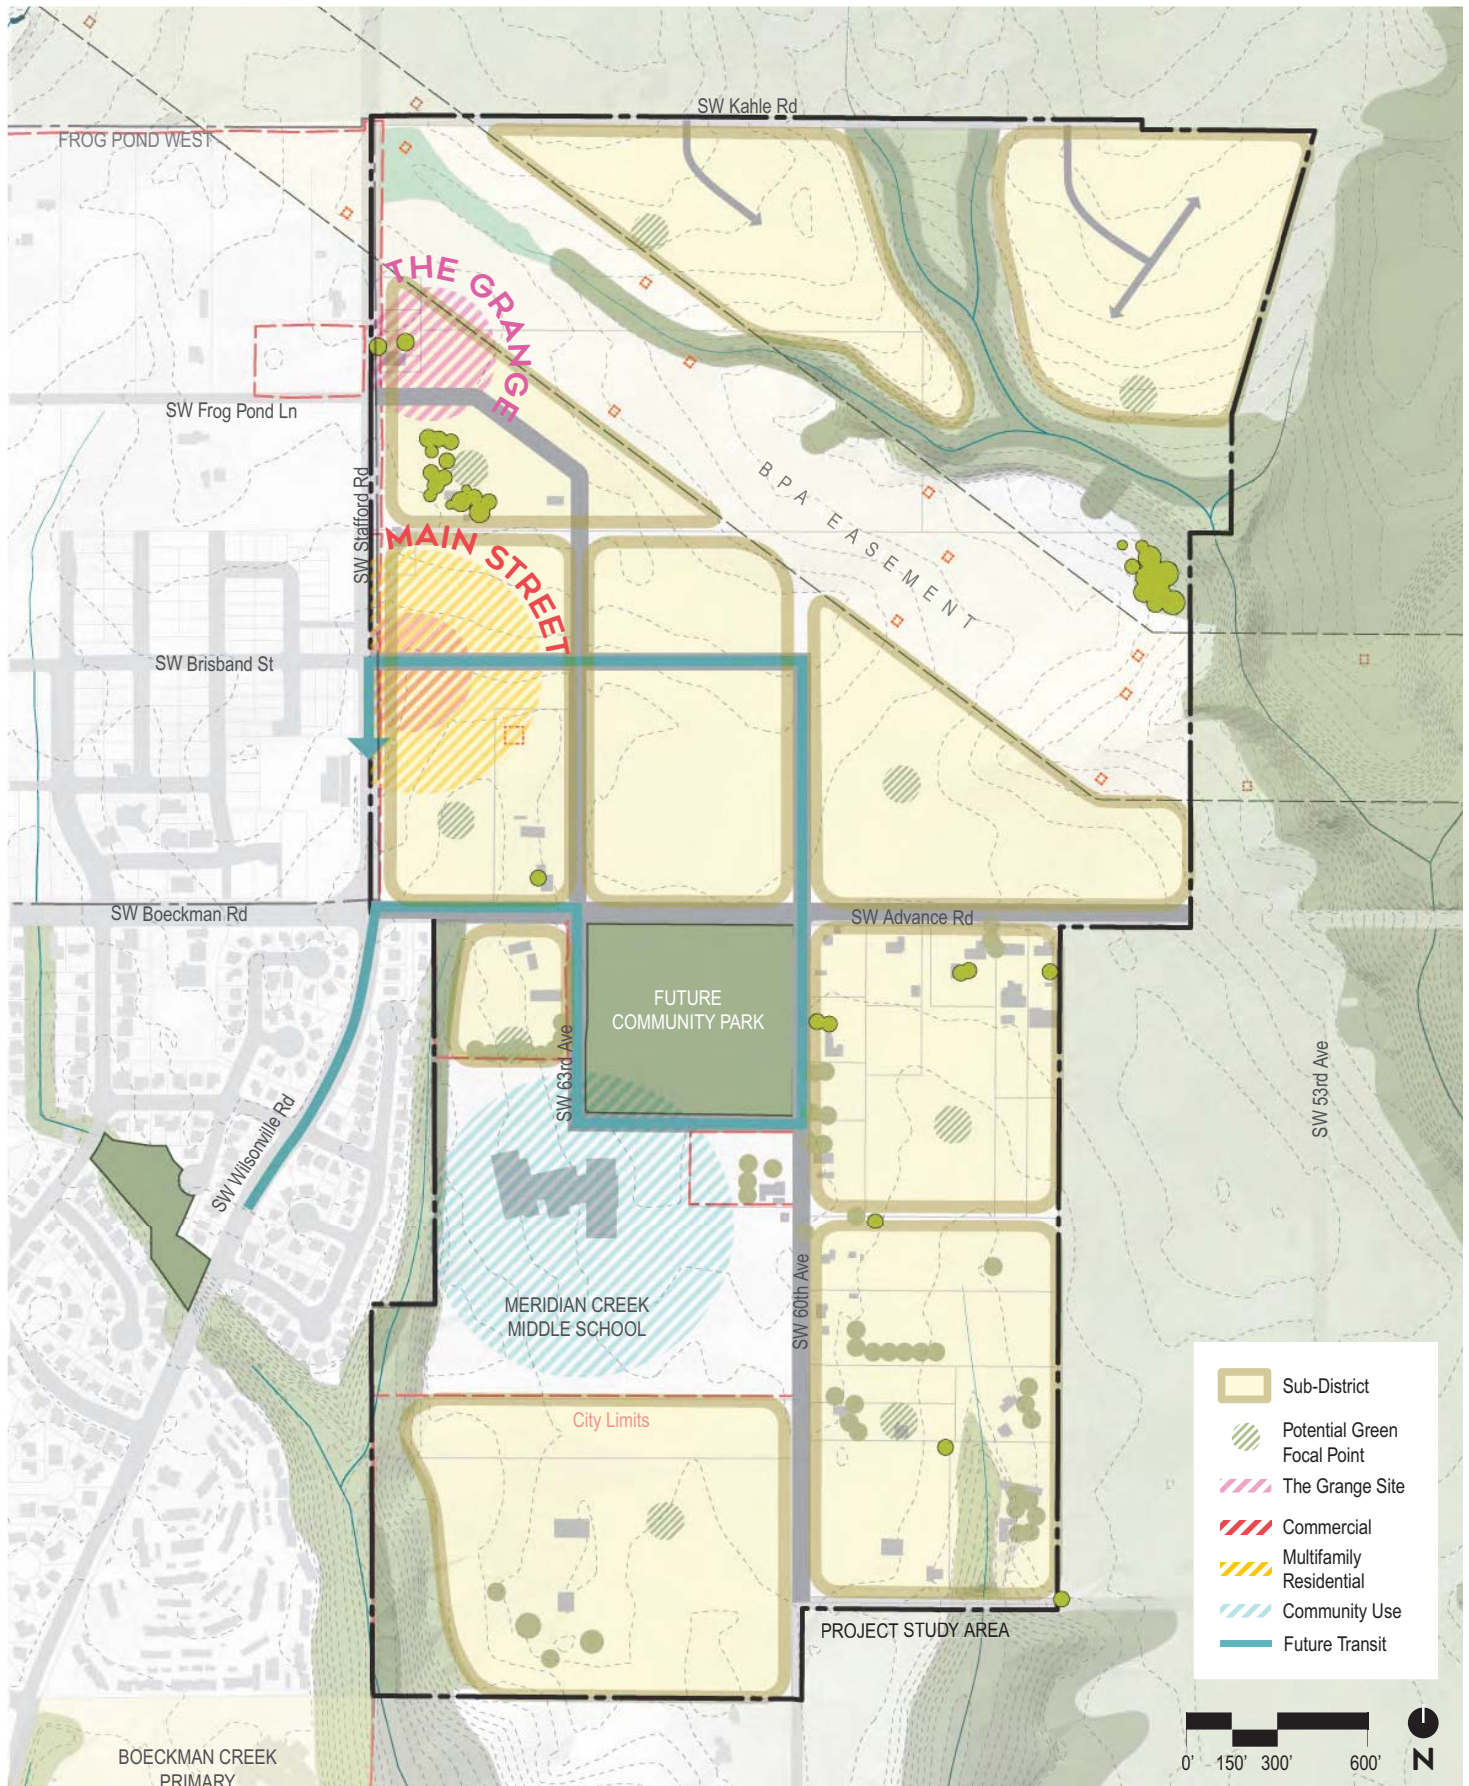 SW Kahle Rd
FROG POND WEST
THE GRANGE
SW Frog Pond Ln
SW Stafford Rd
BPA EASEMENT
MAIN STREET
SW Brisband St
SW Boeckman Rd
SW Advance Rd
FUTURE
COMMUNITY PARK
SW 63rd Ave
SW 53rd Ave
SW Wilsonville Rd
SW 60th Ave
MERIDIAN CREEK
MIDDLE SCHOOL
City Limits
PROJECT STUDY AREA
BOECKMAN CREEK
PRIMARY
Sub-District
Potential Green
Focal Point
The Grange Site
Commercial
Multifamily
Residential
Community Use
Future Transit
0' 150' 300' 600'
N